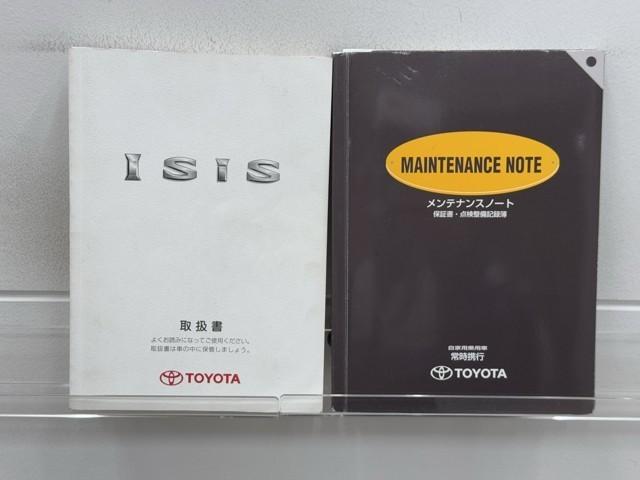 ISIS
取扱書
よくお読みになってご使用ください。
取扱書は車の中に保管しましょう。
TOYOTA
MAINTENANCE NOTE
メンテナンスノート
保証書・点検整備記録簿
自家用乗用車
常時携行
TOYOTA